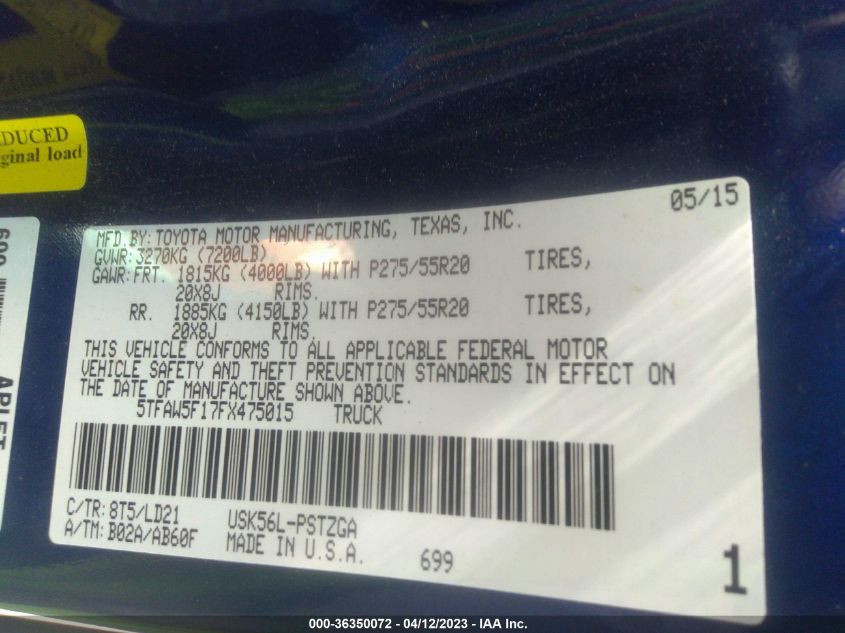 DUCED
ginal load
05/15
MFD.BY: TOYOTA MOTOR MANUFACTURING, TEXAS, INC.
GVWR: 3270KG (7200LB)
GAWR: FRT. 1815KG (4000LB) WITH P275/55R20 TIRES,
20X8J RIMS.
RR. 1885KG (4150LB) WITH P275/55R20 TIRES,
20X8J RIMS.
THIS VEHICLE CONFORMS TO ALL APPLICABLE FEDERAL MOTOR
VEHICLE SAFETY AND THEFT PREVENTION STANDARDS IN EFFECT ON
THE DATE OF MANUFACTURE SHOWN ABOVE.
5TFAW5F17FX475015 TRUCK
C/TR: 8T5/LD21 USK56L-PSTZGA
A/TM: B02A/AB60F MADE IN U.S.A. 699
1
000-36350072 - 04/12/2023 - IAA Inc.